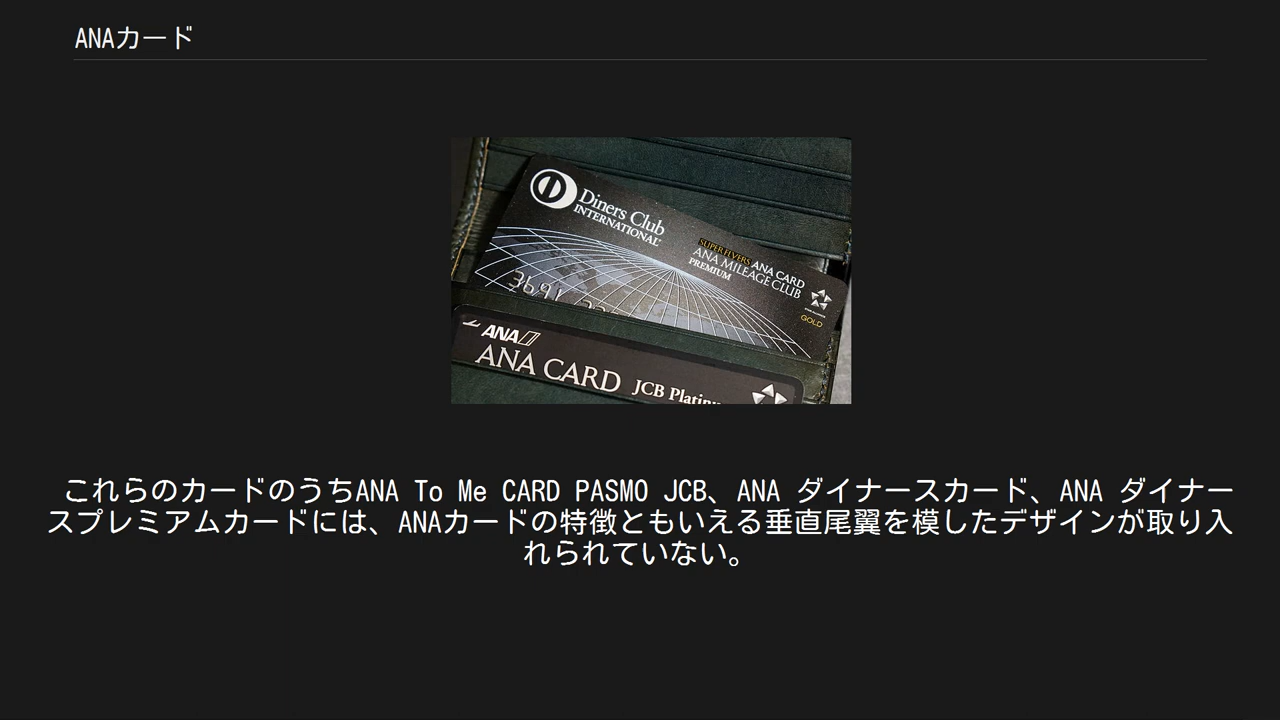 ANAカード
Diners Club
INTERNATIONAL
SUPER FLYERS ANA CARD
ANA MILEAGE CLUB
PREMIUM
GOLD
ANA
ANA CARD JCB
これらのカードのうちANA To Me CARD PASMO JCB、ANA ダイナースカード、ANA ダイナー
スプレミアムカードには、ANAカードの特徴ともいえる垂直尾翼を模したデザインが取り入
れられていない。